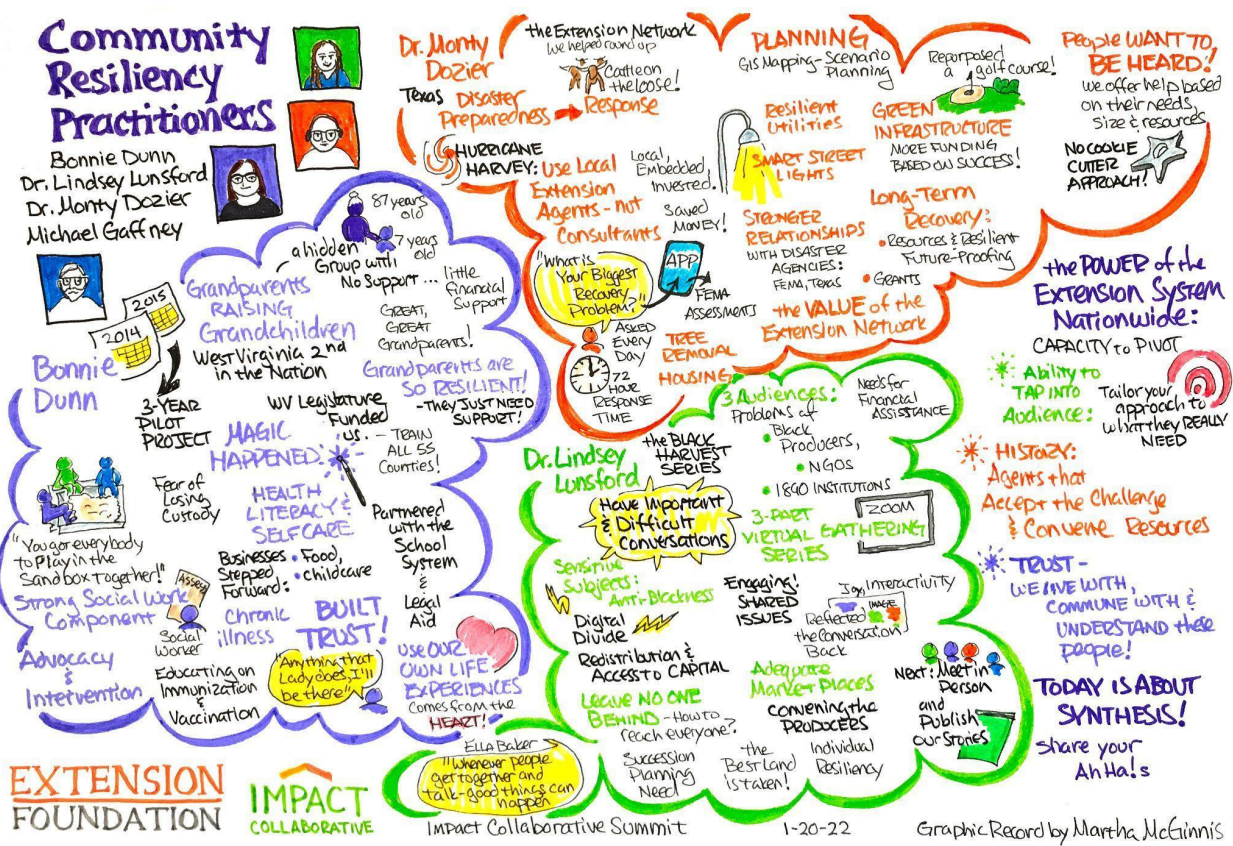 Community
Resiliency
Practitioners
Bonnie Dunn
Dr. Lindsey Lunsford
Dr. Monty Dozier
Michael Gaffney
2014
2015
Bonnie
Dunn
3-YEAR
PILOT
PROJECT
87 years
old
7 years
old
a hidden
Group with
No Support ...
little
financial
Support
Grandparents
RAISING
Grandchildren
GREAT,
GREAT
Grandparents!
West Virginia 2nd
in the Nation
Grandparents are
SO RESILIENT!
- They JUST NEED
SUPPORT!
WV Legislature
Funded
us.
- TRAIN
ALL 55
Counties!
MAGIC
HAPPENED
Fear of
Losing
Custody
HEALTH
LITERACY &
SELFCARE
Partnered
with the
School
System
&
Legal
Aid
"You got everybody
to Play in the
Sandbox Together!"
Businesses
Stepped
Forward:
• Food,
• childcare
Strong Social Work
Component
Assess
Social
Worker
Chronic
illness
BUILT
TRUST!
Advocacy
&
Intervention
Educating on
Immunization
&
Vaccination
"Anything that
Lady does, I'll
be there"
use OUR
OWN LIFE
EXPERIENCES
Comes from the
HEART!
Dr. Monty
Dozier
the Extension Network
we helped round up
Cattle on
the loose!
Texas
Disaster
Preparedness
Response
HURRICANE
HARVEY:
Use Local
Extension
Agents - not
Consultants
Local,
Embedded,
Invested!
Saved
MONEY!
"What is
Your Biggest
Recovery
Problem?"
APP
FEMA
ASSESSMENTS
ASKED
Every
DAY
72
HOUR
RESPONSE
TIME
TREE
REMOVAL
HOUSING
PLANNING
GIS Mapping - Scenario
Planning
Resilient
Utilities
SMART STREET
LIGHTS
STRONGER
RELATIONSHIPS
WITH DISASTER
AGENCIES:
FEMA, TEXAS
the VALUE of the
Extension Network
Repurposed
a golf course!
GREEN
INFRASTRUCTURE
MORE FUNDING
BASED ON SUCCESS!
Long-Term
Recovery:
• Resources & Resilient
Future-Proofing
• GRANTS
People WANT TO
BE HEARD!
we offer help based
on their needs,
size & resources
NO COOKIE
CUTTER
APPROACH!
Dr. Lindsey
Lunsford
the BLACK
HARVEST
SERIES
3 Audiences:
Problems of
• Black
Producers,
• NGOS
• 1890 INSTITUTIONS
Needs for
Financial
ASSISTANCE
Have Important
& Difficult
Conversations
3-PART
VIRTUAL GATHERING
SERIES
ZOOM
Sensitive
Subjects:
Anti-Blackness
Digital
Divide
Redistribution &
Access to CAPITAL
Engaging!
SHARED
ISSUES
Joy, Interactivity
IMAGE
Reflected
the Conversation
Back
LEAVE NO ONE
BEHIND - How to
reach everyone?
Adequate
Market Places
CONVENING the
PRODUCERS
Next: Meet in
Person
and
Publish
Our Stories
ELLA Baker
"Whenever people
get together and
talk - good things can
happen
Succession
Planning
Need
the
"Best Land
is taken!"
Individual
Resiliency
the POWER of the
Extension System
Nationwide:
CAPACITY to PIVOT
Ability to
TAP INTO
Audience:
Tailor your
approach to
what they REALLY
NEED
HISTORY:
Agents that
Accept the Challenge
& Convene Resources
TRUST -
WE LIVE WITH,
COMMUNE WITH &
UNDERSTAND these
people!
TODAY IS ABOUT
SYNTHESIS!
Share your
Ah Ha!s
EXTENSION
FOUNDATION
IMPACT
COLLABORATIVE
Impact Collaborative Summit
1-20-22
Graphic Record by Martha McGinnis